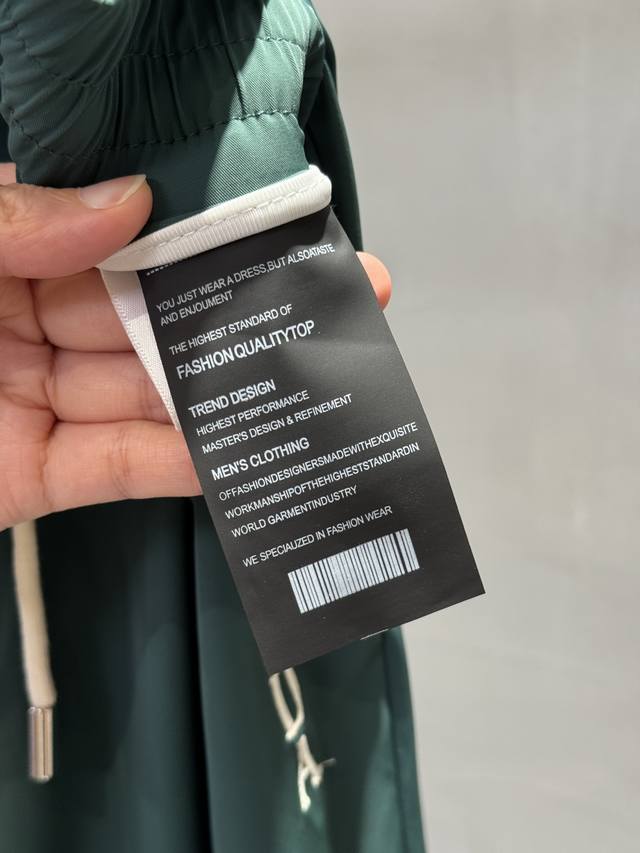 YOU JUST WEAR A DRESS,BUT ALSOATASTE
AND ENJOUMENT
THE HIGHEST STANDARD OF
FASHIONQUALITYTOP
TREND DESIGN
HIGHEST PERFORMANCE
MASTER'S DESIGN & REFINEMENT
MEN'S CLOTHING
OFFASHIONDESIGNERSMADEWITHEXQUISITE
WORKMANSHIPOFTHEHIGHESTSTANDARDIN
WORLD GARMENTINDUSTRY
WE SPECIAUZED IN FASHION WEAR